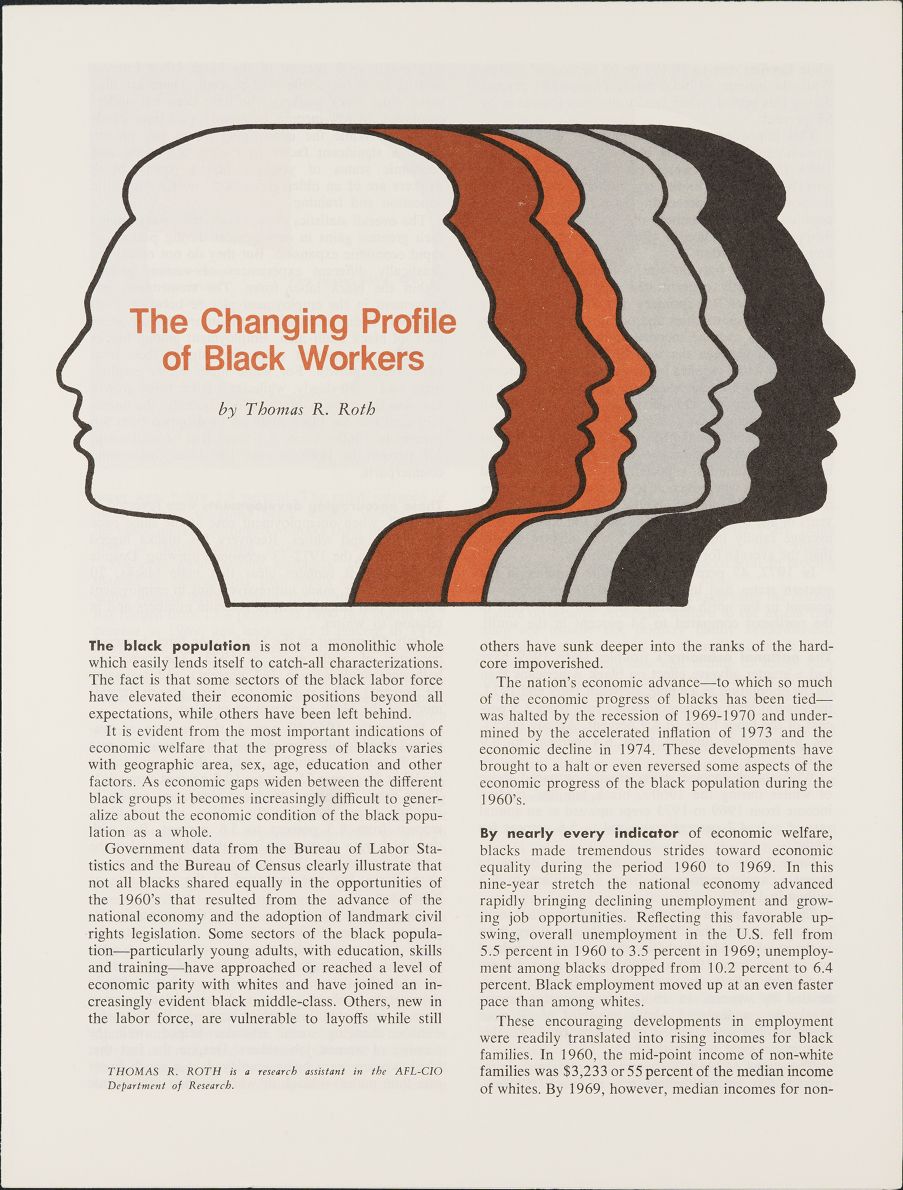 The Changing Profile
of Black Workers
by Thomas R. Roth
The black population is not a monolithic whole
which easily lends itself to catch-all characterizations.
The fact is that some sectors of the black labor force
have elevated their economic positions beyond all
expectations, while others have been left behind.
It is evident from the most important indications of
economic welfare that the progress of blacks varies
with geographic area, sex, age, education and other
factors. As economic gaps widen between the different
black groups it becomes increasingly difficult to gener-
alize about the economic condition of the black popu-
lation as a whole.
Government data from the Bureau of Labor Sta-
tistics and the Bureau of Census clearly illustrate that
not all blacks shared equally in the opportunities of
the 1960's that resulted from the advance of the
national economy and the adoption of landmark civil
rights legislation. Some sectors of the black popula-
tion—particularly young adults, with education, skills
and training—have approached or reached a level of
economic parity with whites and have joined an in-
creasingly evident black middle-class. Others, new in
the labor force, are vulnerable to layoffs while still
THOMAS R. ROTH is a research assistant in the AFL-CIO
Department of Research.
others have sunk deeper into the ranks of the hard-
core impoverished.
The nation's economic advance—to which so much
of the economic progress of blacks has been tied—
was halted by the recession of 1969-1970 and under-
mined by the accelerated inflation of 1973 and the
economic decline in 1974. These developments have
brought to a halt or even reversed some aspects of the
economic progress of the black population during the
1960's.
By nearly every indicator of economic welfare,
blacks made tremendous strides toward economic
equality during the period 1960 to 1969. In this
nine-year stretch the national economy advanced
rapidly bringing declining unemployment and grow-
ing job opportunities. Reflecting this favorable up-
swing, overall unemployment in the U.S. fell from
5.5 percent in 1960 to 3.5 percent in 1969; unemploy-
ment among blacks dropped from 10.2 percent to 6.4
percent. Black employment moved up at an even faster
pace than among whites.
These encouraging developments in employment
were readily translated into rising incomes for black
families. In 1960, the mid-point income of non-white
families was $3,233 or 55 percent of the median income
of whites. By 1969, however, median incomes for non-